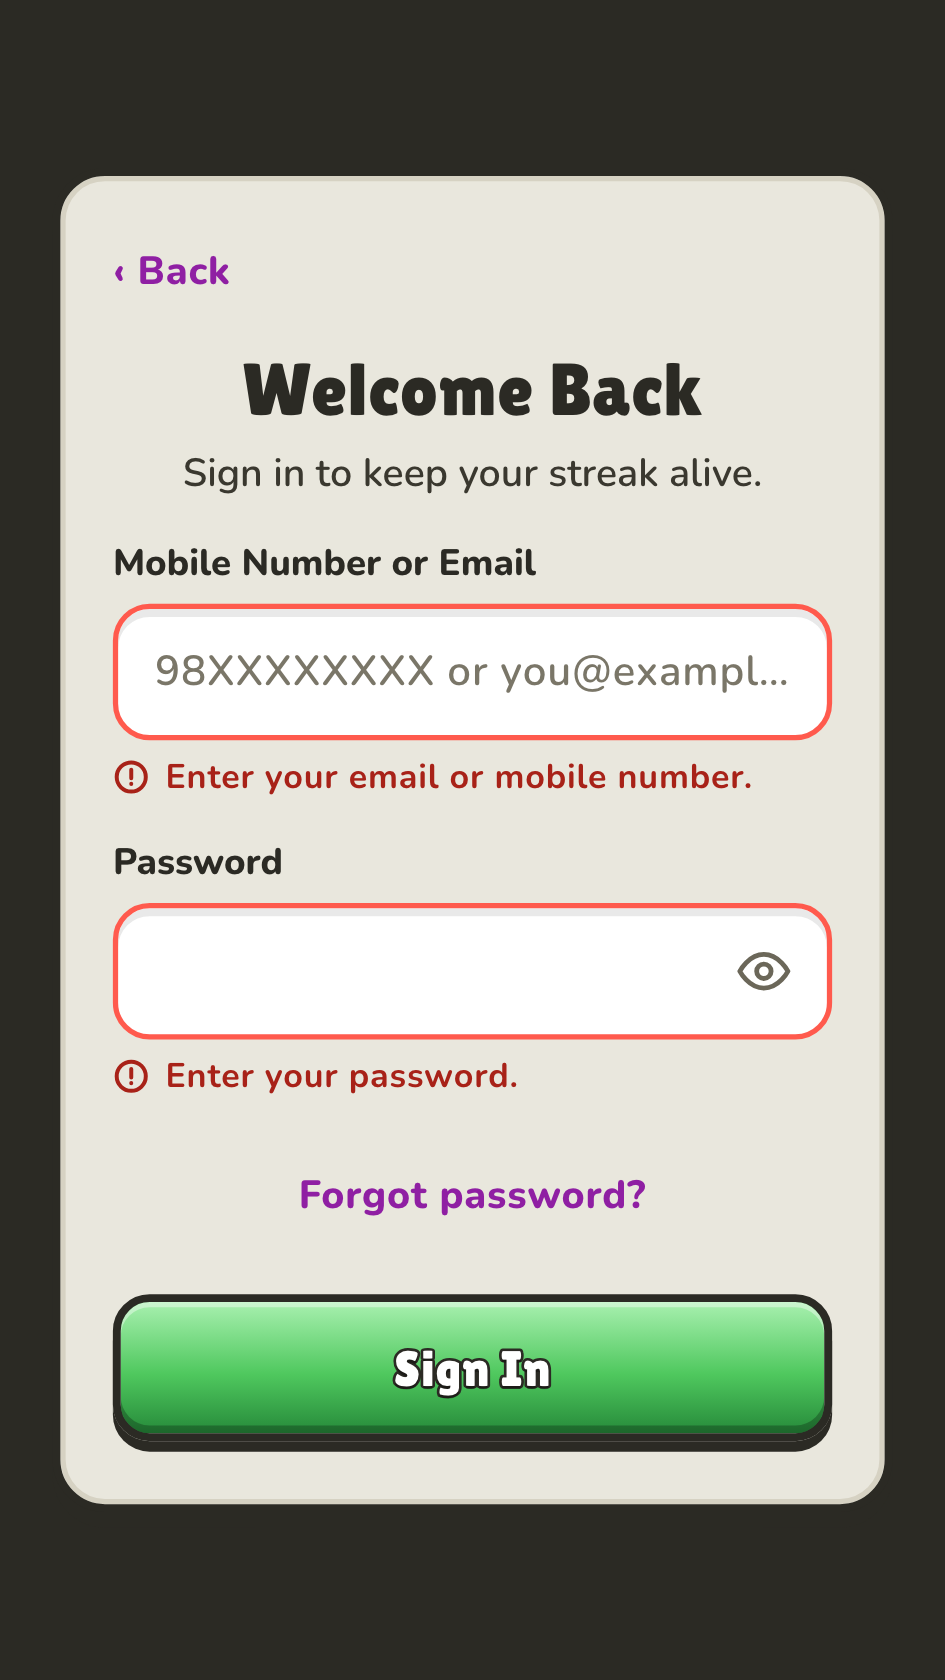 ‹ Back
Welcome Back
Sign in to keep your streak alive.
Mobile Number or Email
98XXXXXXXX or you@exampl...
Enter your email or mobile number.
Password
Enter your password.
Forgot password?
Sign In